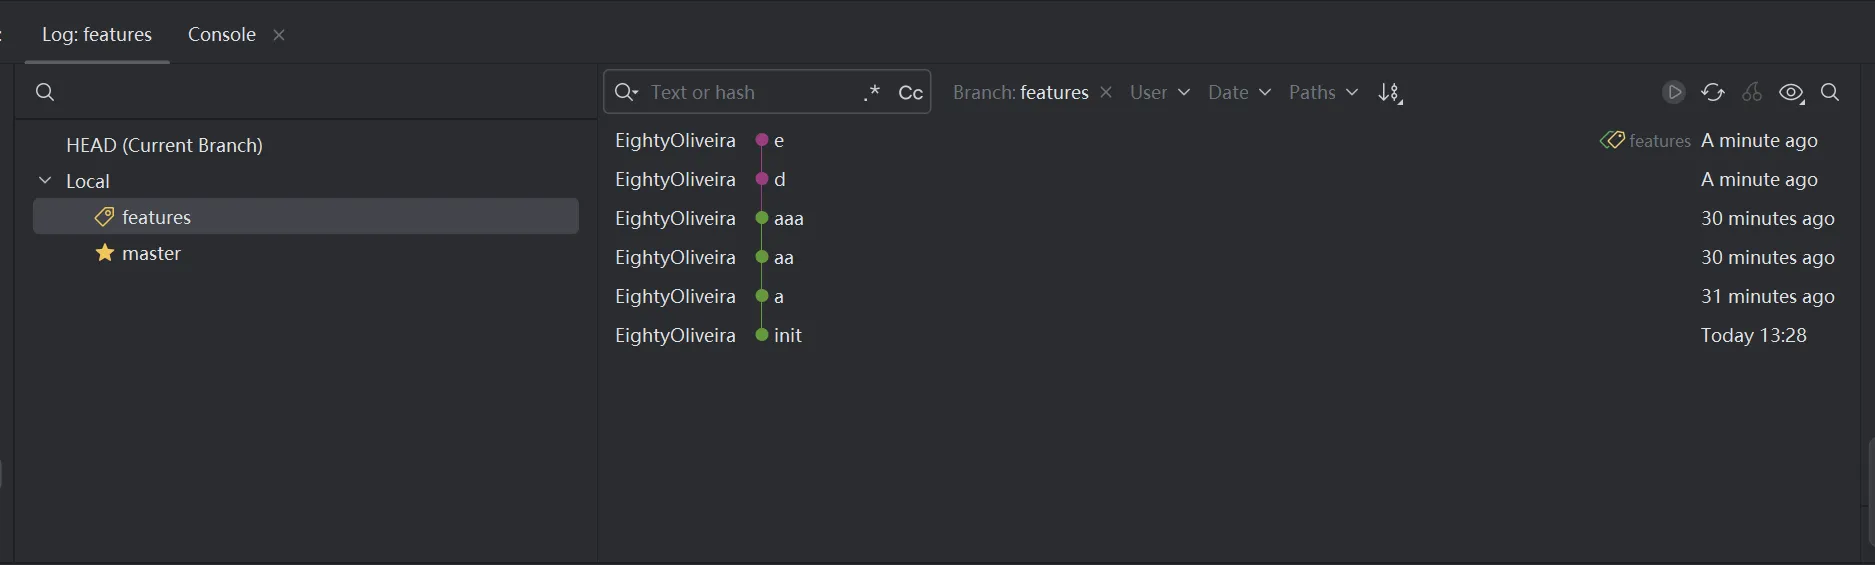 Log: features Console
Text or hash .* Cc Branch: features User Date Paths
HEAD (Current Branch)
Local
features
master
EightyOliveira e features A minute ago
EightyOliveira d A minute ago
EightyOliveira aaa 30 minutes ago
EightyOliveira aa 30 minutes ago
EightyOliveira a 31 minutes ago
EightyOliveira init Today 13:28